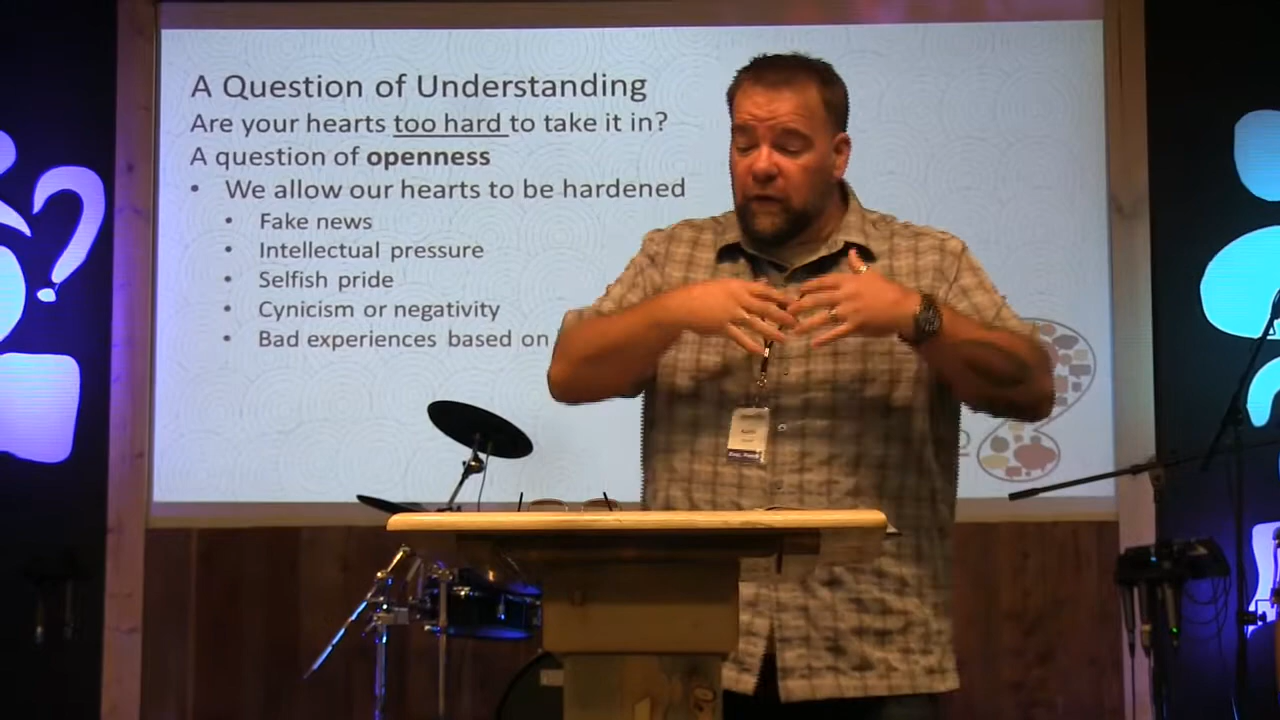 A Question of Understanding
Are your hearts too hard to take it in?
A question of openness
• We allow our hearts to be hardened
• Fake news
• Intellectual pressure
• Selfish pride
• Cynicism or negativity
• Bad experiences based on
?